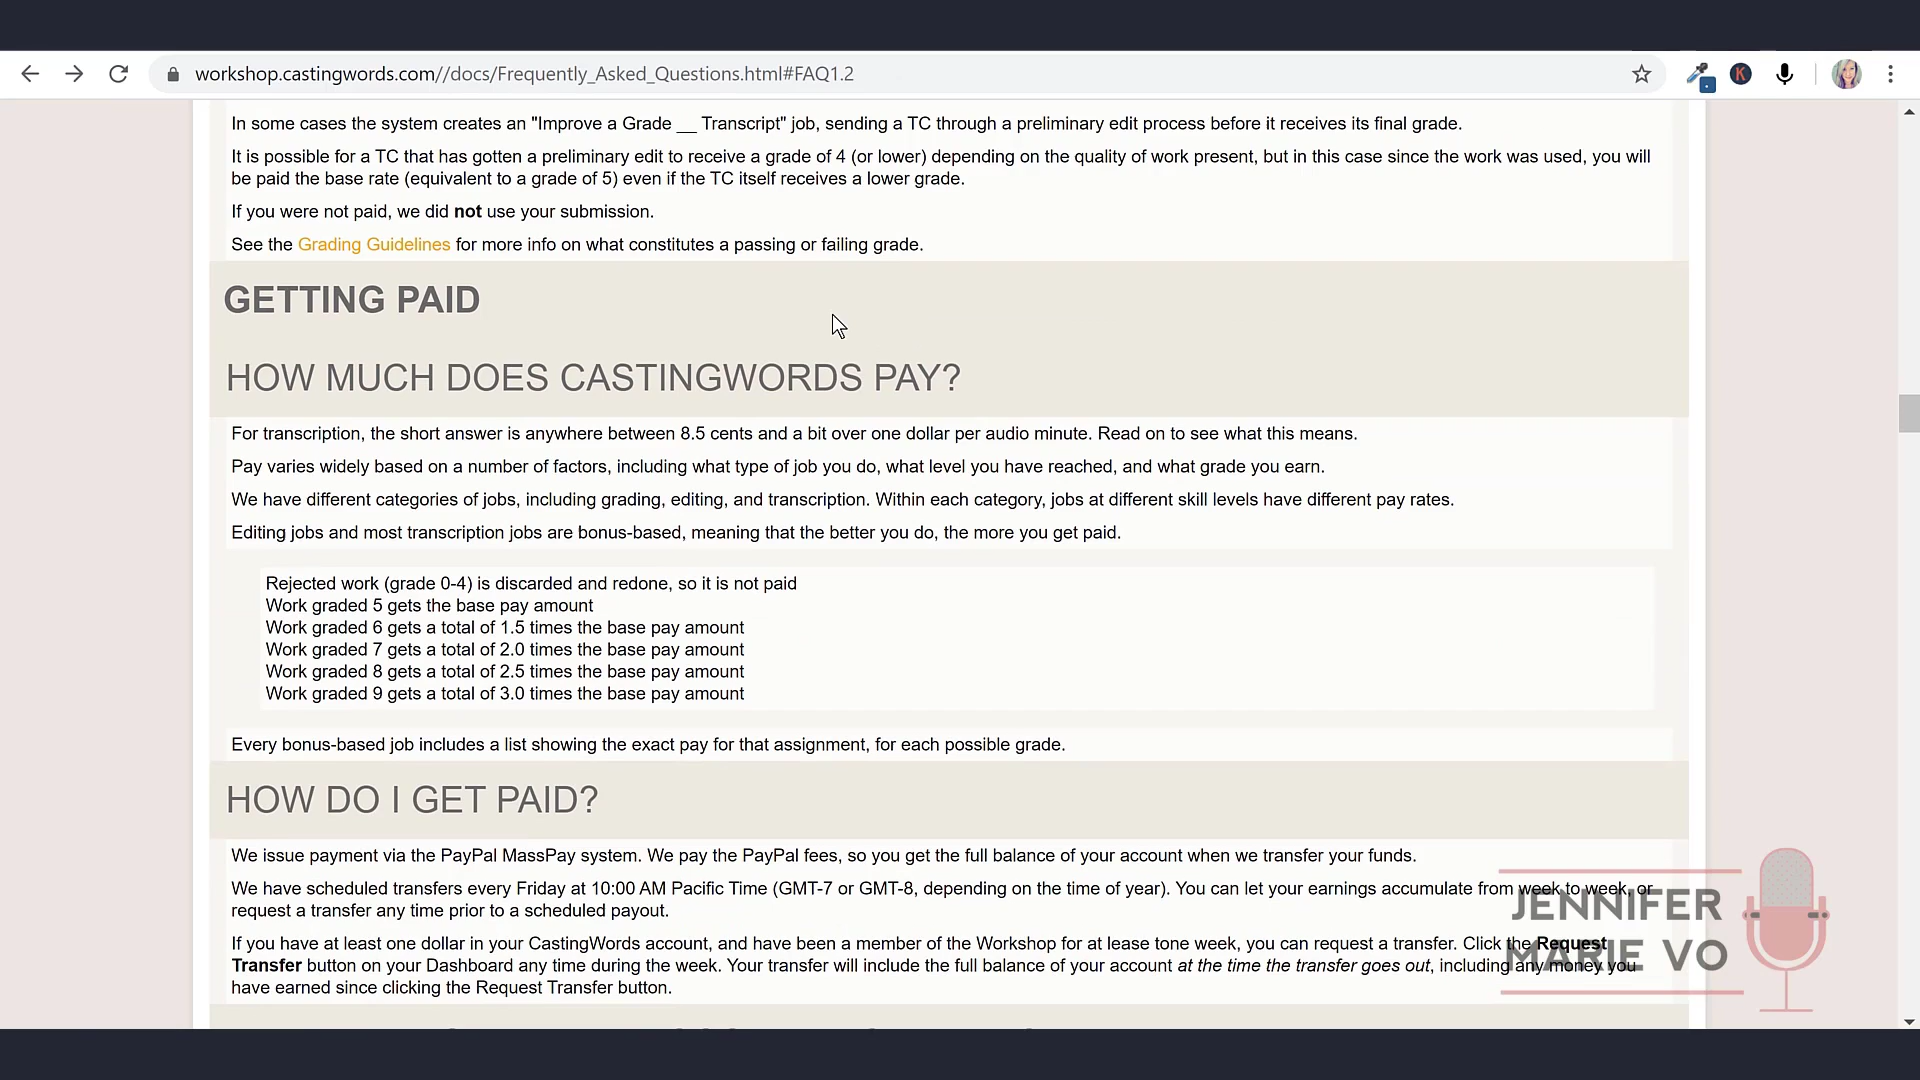 workshop.castingwords.com//docs/Frequently_Asked_Questions.html#FAQ1.2
K
In some cases the system creates an "Improve a Grade __ Transcript" job, sending a TC through a preliminary edit process before it receives its final grade.
It is possible for a TC that has gotten a preliminary edit to receive a grade of 4 (or lower) depending on the quality of work present, but in this case since the work was used, you will
be paid the base rate (equivalent to a grade of 5) even if the TC itself receives a lower grade.
If you were not paid, we did not use your submission.
See the Grading Guidelines for more info on what constitutes a passing or failing grade.
GETTING PAID
HOW MUCH DOES CASTINGWORDS PAY?
For transcription, the short answer is anywhere between 8.5 cents and a bit over one dollar per audio minute. Read on to see what this means.
Pay varies widely based on a number of factors, including what type of job you do, what level you have reached, and what grade you earn.
We have different categories of jobs, including grading, editing, and transcription. Within each category, jobs at different skill levels have different pay rates.
Editing jobs and most transcription jobs are bonus-based, meaning that the better you do, the more you get paid.
Rejected work (grade 0-4) is discarded and redone, so it is not paid
Work graded 5 gets the base pay amount
Work graded 6 gets a total of 1.5 times the base pay amount
Work graded 7 gets a total of 2.0 times the base pay amount
Work graded 8 gets a total of 2.5 times the base pay amount
Work graded 9 gets a total of 3.0 times the base pay amount
Every bonus-based job includes a list showing the exact pay for that assignment, for each possible grade.
HOW DO I GET PAID?
We issue payment via the PayPal MassPay system. We pay the PayPal fees, so you get the full balance of your account when we transfer your funds.
We have scheduled transfers every Friday at 10:00 AM Pacific Time (GMT-7 or GMT-8, depending on the time of year). You can let your earnings accumulate from week to week, or
request a transfer any time prior to a scheduled payout.
If you have at least one dollar in your CastingWords account, and have been a member of the Workshop for at lease tone week, you can request a transfer. Click the Request
Transfer button on your Dashboard any time during the week. Your transfer will include the full balance of your account at the time the transfer goes out, including any money you
have earned since clicking the Request Transfer button.
JENNIFER
MARIE VO